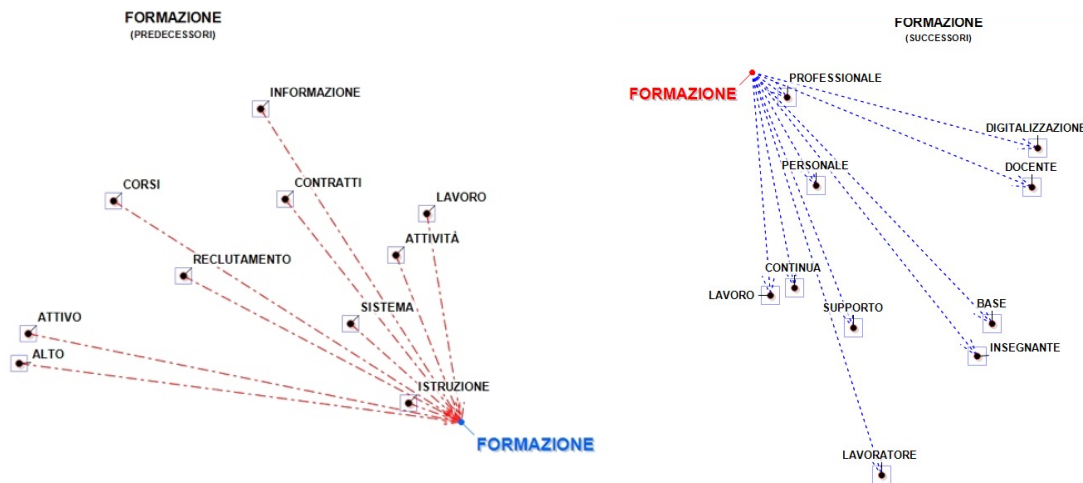 FORMAZIONE
(PREDECESSORI)
INFORMAZIONE
CORSI
CONTRATTI
LAVORO
ATTIVITÀ
RECLUTAMENTO
SISTEMA
ATTIVO
ALTO
ISTRUZIONE
FORMAZIONE
FORMAZIONE
(SUCCESSORI)
PROFESSIONALE
FORMAZIONE
DIGITALIZZAZIONE
DOCENTE
PERSONALE
CONTINUA
LAVORO
SUPPORTO
BASE
INSEGNANTE
LAVORATORE